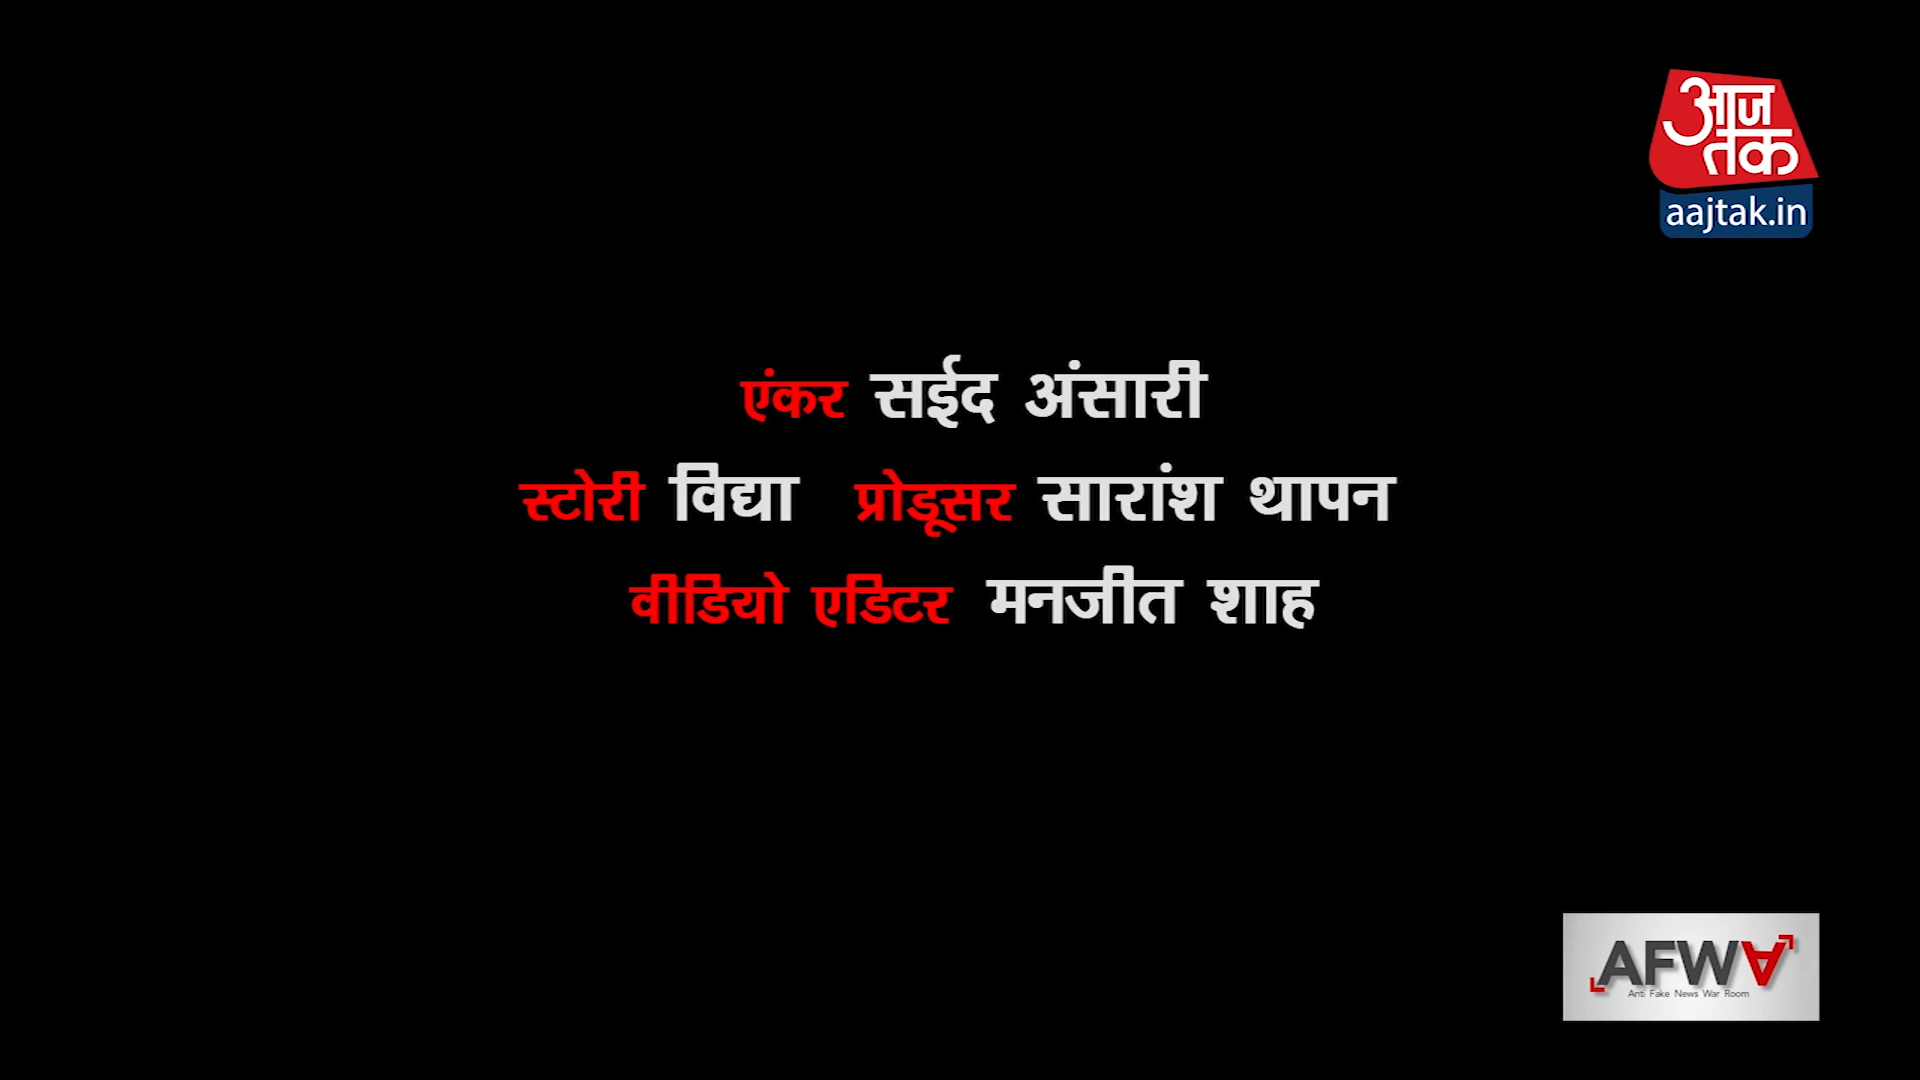 आज
तक
aajtak.in
एंकर सईद अंसारी
स्टोरी विद्या प्रोडूसर सारांश थापन
वीडियो एडिटर मनजीत शाह
AFWA
Anti Fake News War Room